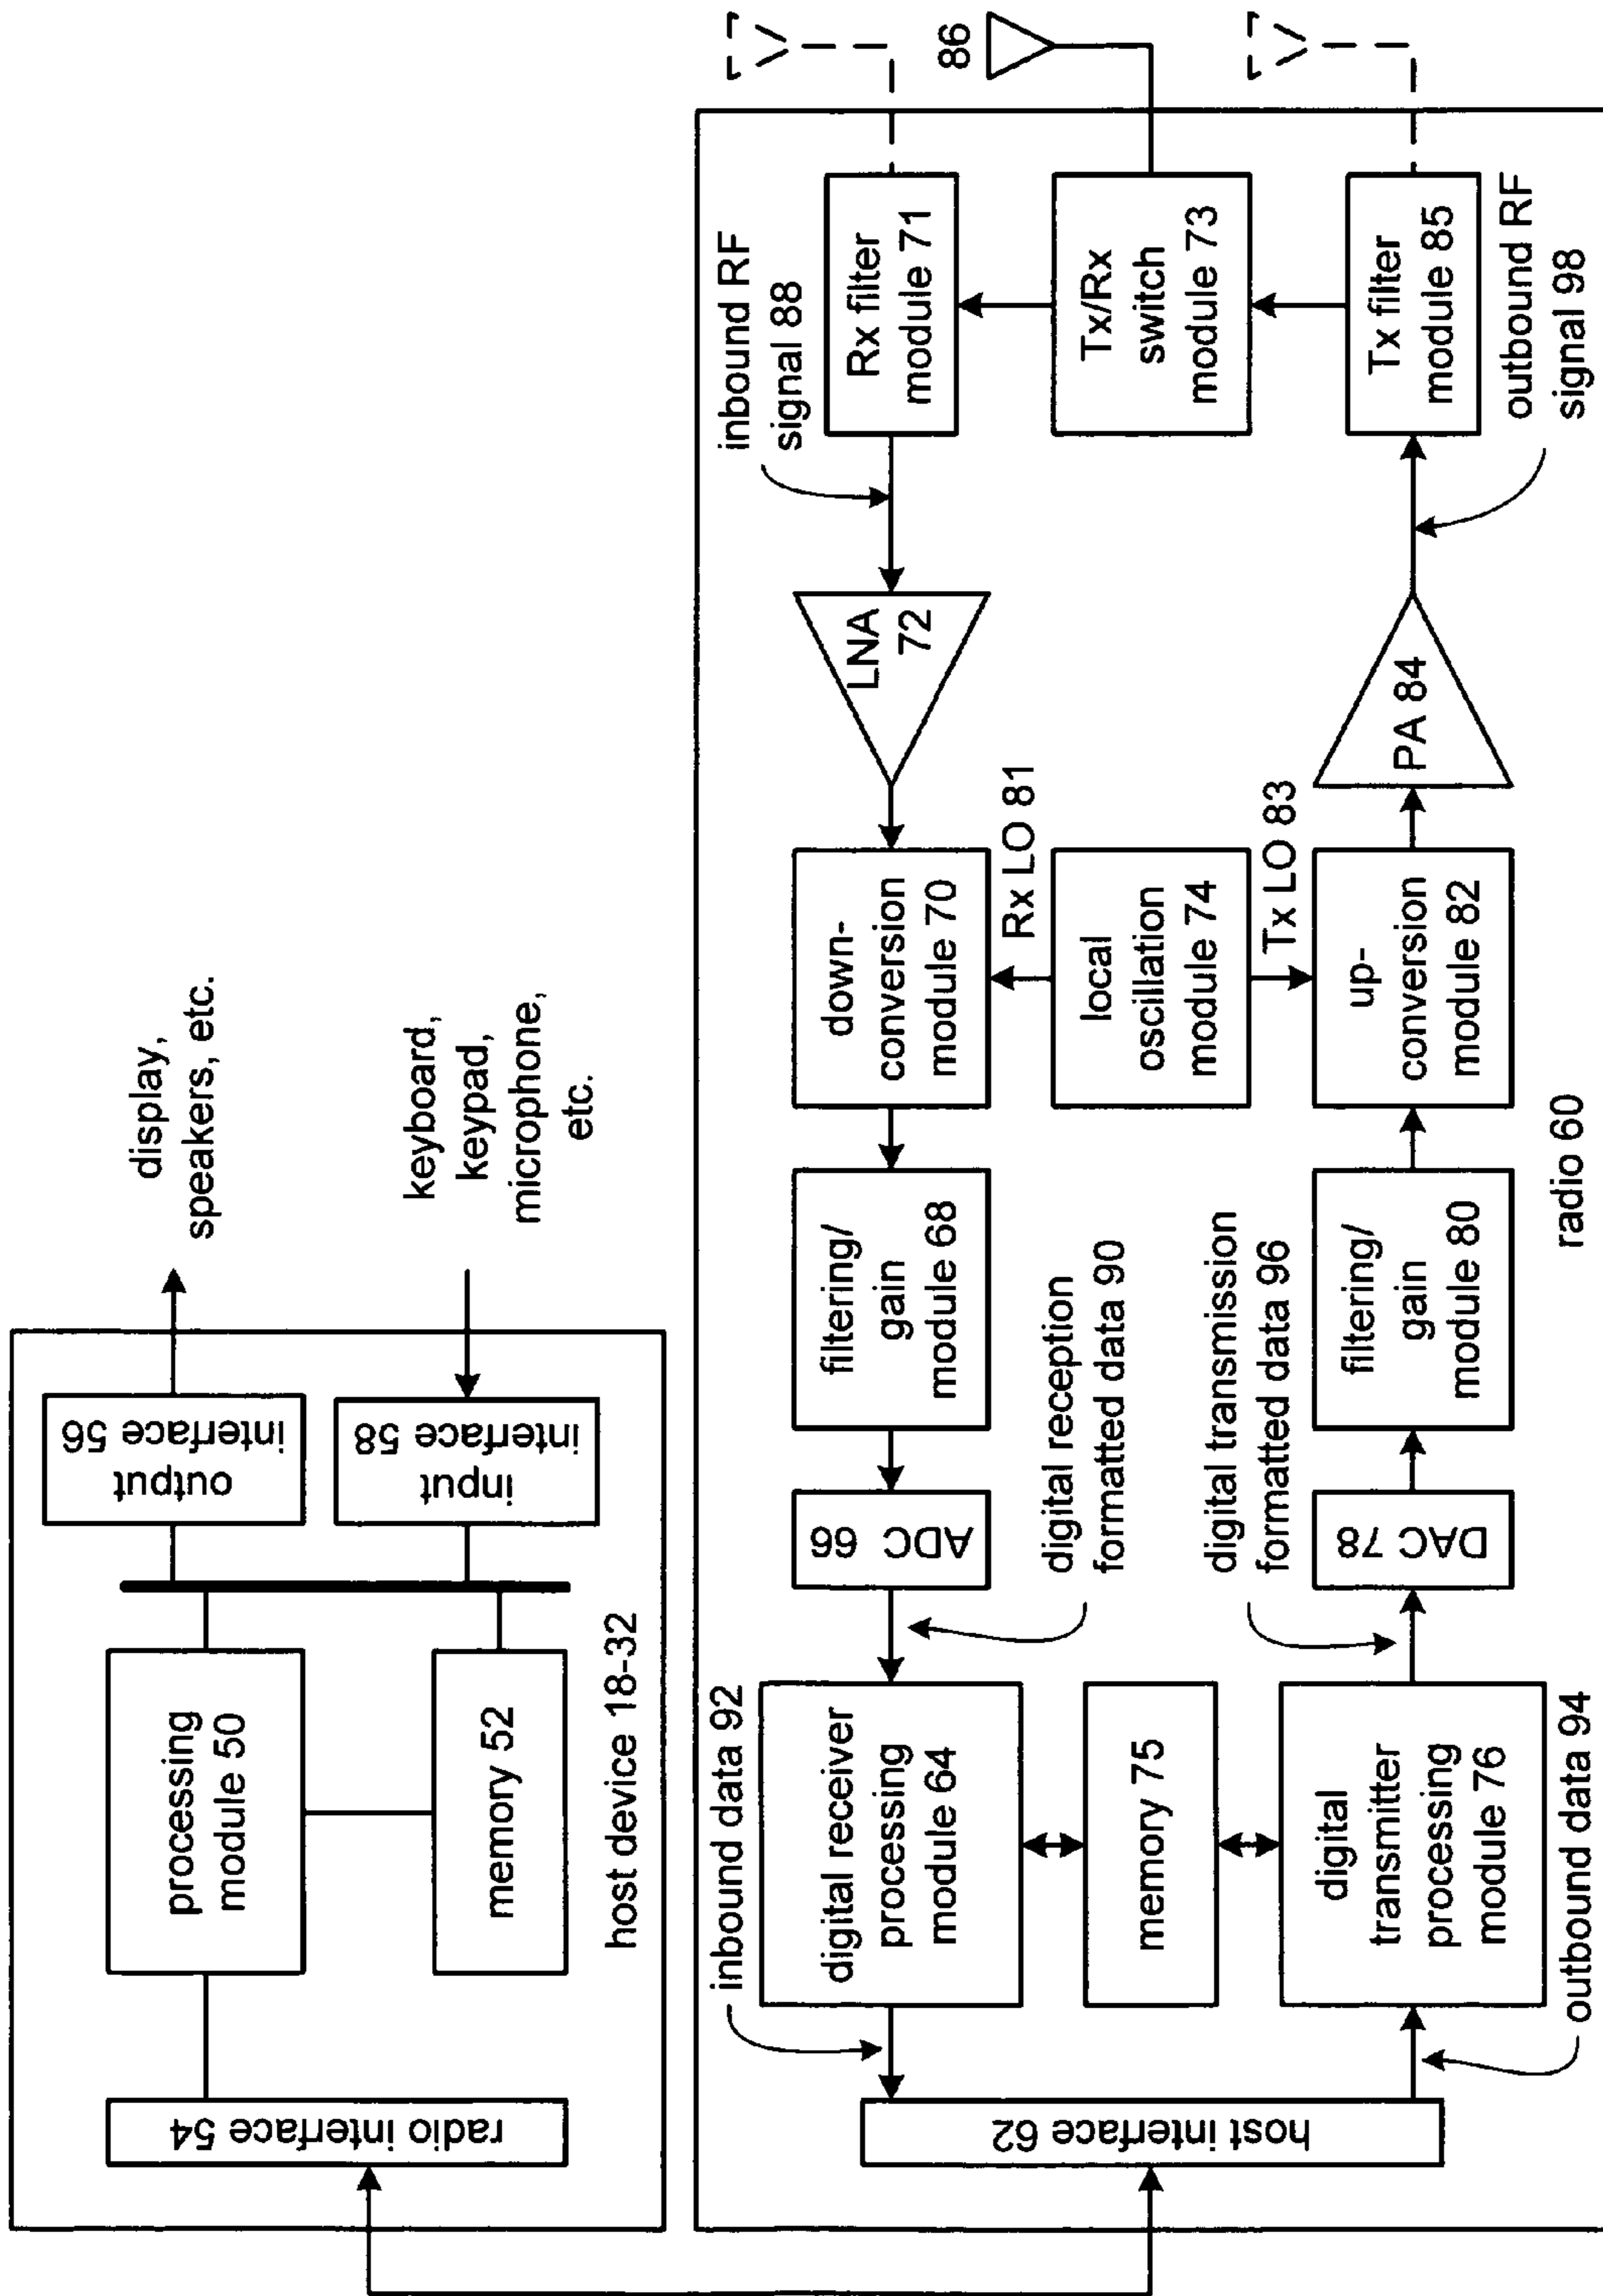 radio interface 54
processing
module 50
memory 52
output
interface 56
input
interface 58
display,
speakers, etc.
keyboard,
keypad,
microphone,
etc.
host device 18-32
inbound data 92
digital receiver
processing
module 64
ADC 66
filtering/
gain
module 68
down-
conversion
module 70
LNA
72
inbound RF
signal 88
Rx filter
module 71
86
host interface 62
memory 75
digital reception
formatted data 90
Rx LO 81
local
oscillation
module 74
Tx LO 83
Tx/Rx
switch
module 73
digital transmission
formatted data 96
digital
transmitter
processing
module 76
DAC 78
filtering/
gain
module 80
up-
conversion
module 82
PA 84
Tx filter
module 85
outbound RF
signal 98
outbound data 94
radio 60